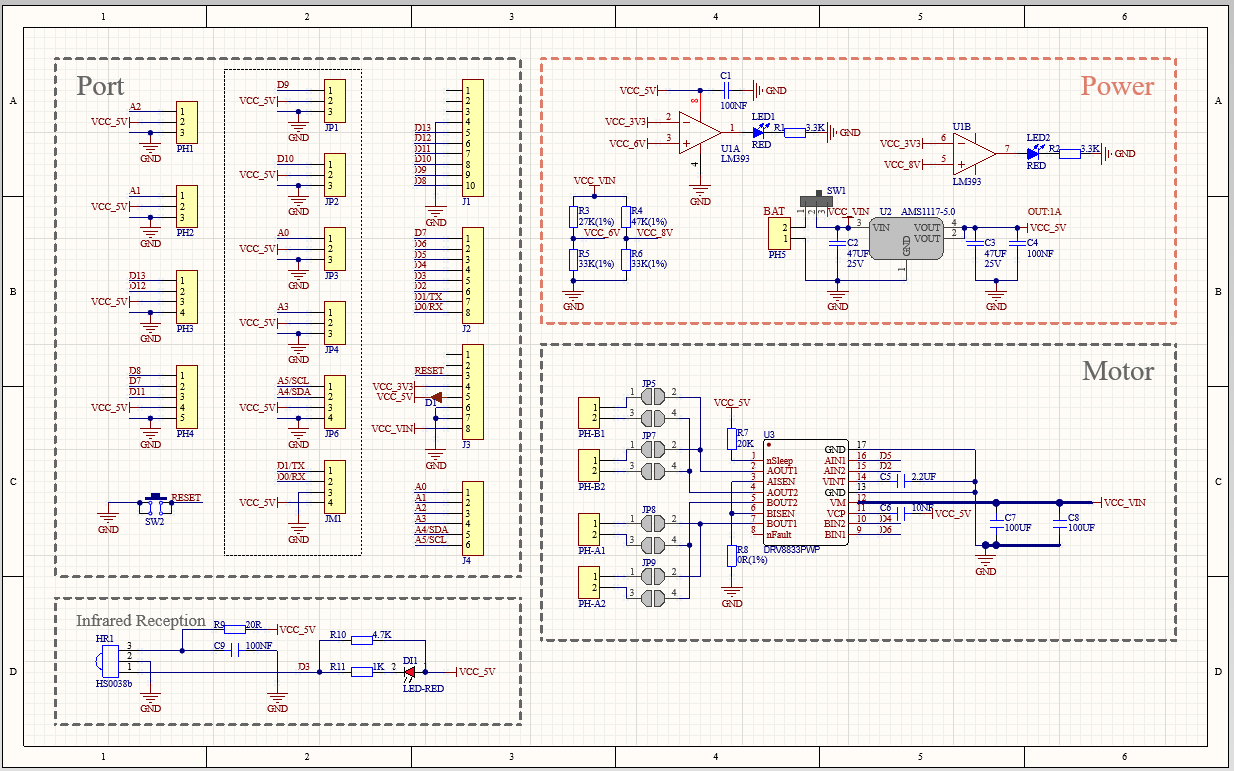 1 2 3 4 5 6
A
B
C
D
Port
A2
VCC_5V
GND
1
2
3
PH1
A1
VCC_5V
GND
1
2
3
PH2
D13
D12
VCC_5V
GND
1
2
3
4
PH3
D8
D7
D11
VCC_5V
GND
1
2
3
4
5
PH4
RESET
GND
SW2
D9
VCC_5V
GND
1
2
3
JP1
D10
VCC_5V
GND
1
2
3
JP2
A0
VCC_5V
GND
1
2
3
JP3
A3
VCC_5V
GND
1
2
3
JP4
A5/SCL
A4/SDA
VCC_5V
GND
1
2
3
4
JP6
D1/TX
D0/RX
VCC_5V
GND
1
2
3
4
JM1
D13
D12
D11
D10
D9
D8
GND
1
2
3
4
5
6
7
8
9
10
J1
D7
D6
D5
D4
D3
D2
D1/TX
D0/RX
1
2
3
4
5
6
7
8
J2
RESET
VCC_3V3
VCC_5V
D1
VCC_VIN
GND
1
2
3
4
5
6
7
8
J3
A0
A1
A2
A3
A4/SDA
A5/SCL
1
2
3
4
5
6
J4
Infrared Reception
HR1
3
2
1
HS0038b
GND
R9 20R
VCC_5V
C9 100NF
GND
D3
R10 4.7K
R11 1K
2
DI1
LED-RED
VCC_5V
Power
VCC_5V
C1
100NF
GND
VCC_3V3
VCC_6V
2
3
8
4
1
U1A
LM393
GND
LED1
RED
R1 3.3K
GND
VCC_3V3
VCC_8V
6
5
7
U1B
LM393
LED2
RED
R2 3.3K
GND
VCC_VIN
R3
27K(1%)
R4
47K(1%)
VCC_6V
VCC_8V
R5
33K(1%)
R6
33K(1%)
GND
BAT
2
1
PH5
SW1
1 2 3
VCC_VIN
C2
47UF
25V
GND
U2 AMS1117-5.0
3
VIN
VOUT 4
VOUT 2
GND
1
OUT:1A
VCC_5V
C3
47UF
25V
C4
100NF
GND
Motor
1
2
PH-B1
JP5
1 2
3 4
1
2
PH-B2
JP7
1 2
3 4
1
2
PH-A1
JP8
1 2
3 4
1
2
PH-A2
JP9
1 2
3 4
VCC_5V
R7
20K
R8
0R(1%)
GND
U3
1 nSleep
2 AOUT1
3 AISEN
4 AOUT2
5 BOUT2
6 BISEN
7 BOUT1
8 nFault
GND 17
AIN1 16 D5
AIN2 15 D2
VINT 14
GND 13
VM 12
VCP 11
BIN2 10 D4
BIN1 9 D6
DRV8833PWP
C5 2.2UF
C6 10NF
VCC_5V
VCC_VIN
C7
100UF
C8
100UF
GND
A
B
C
D
1 2 3 4 5 6